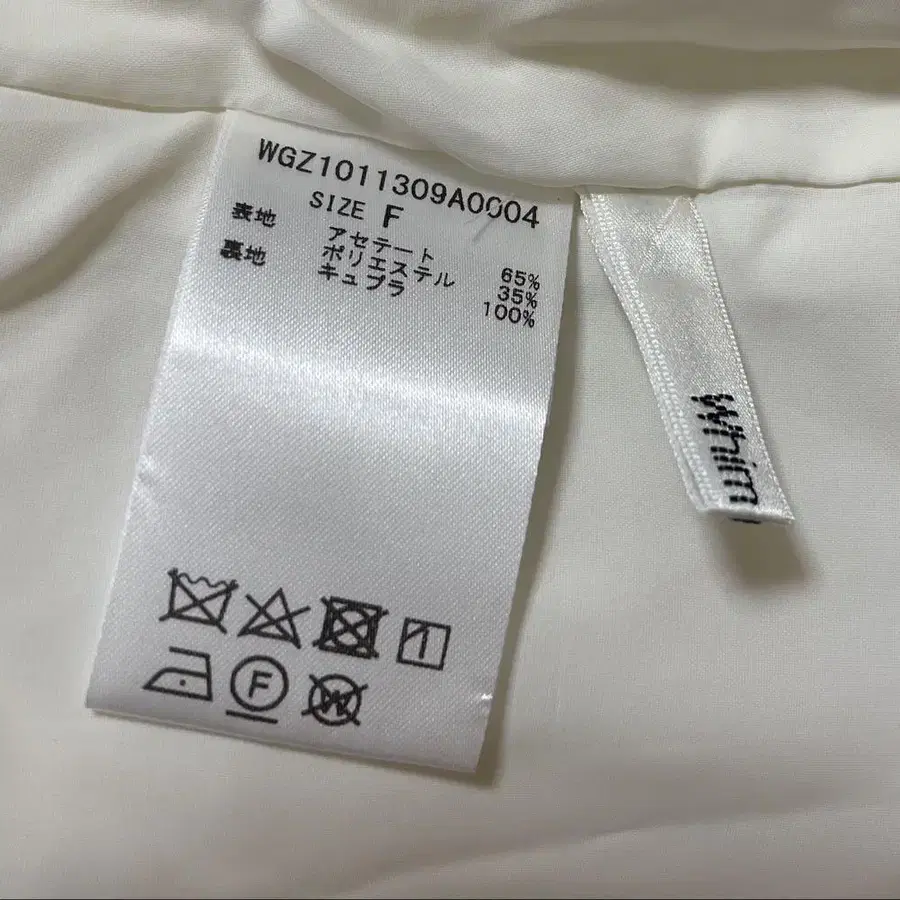 WGZ1011309A0004
SIZE F
表地 アセテート 65%
ポリエステル 35%
裏地 キュプラ 100%
F
W
Whim